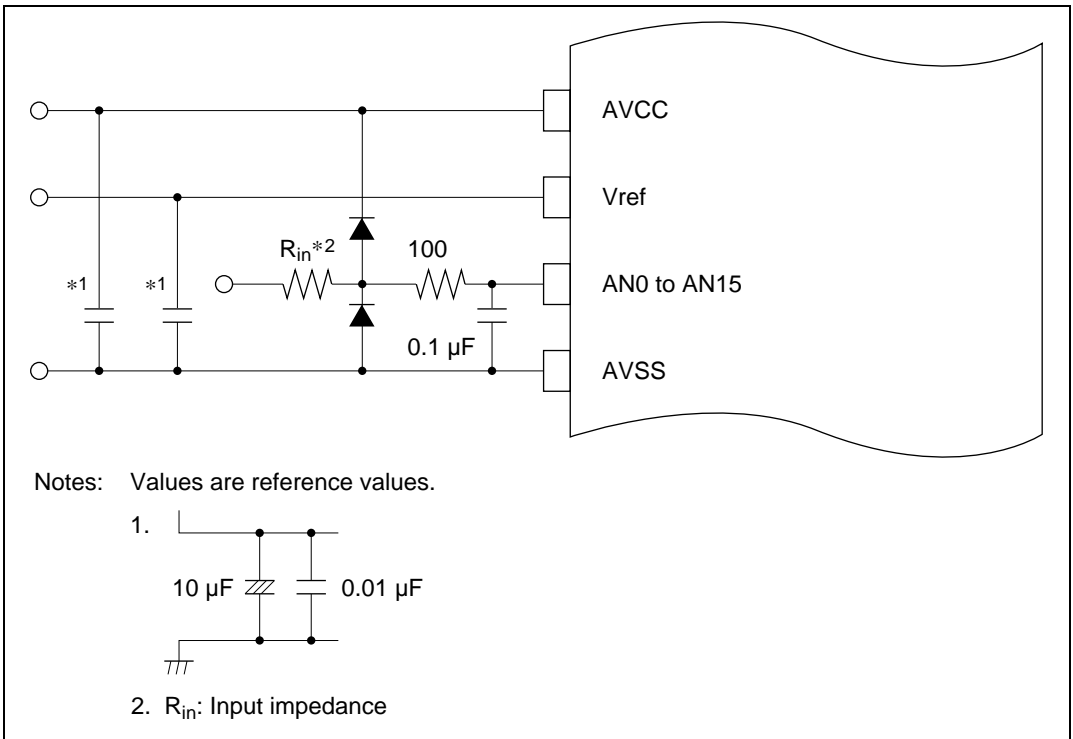 AVCC
Vref
Rin*2 100
*1 *1 AN0 to AN15
0.1 µF
AVSS
Notes: Values are reference values.
1.
10 µF 0.01 µF
2. Rin: Input impedance